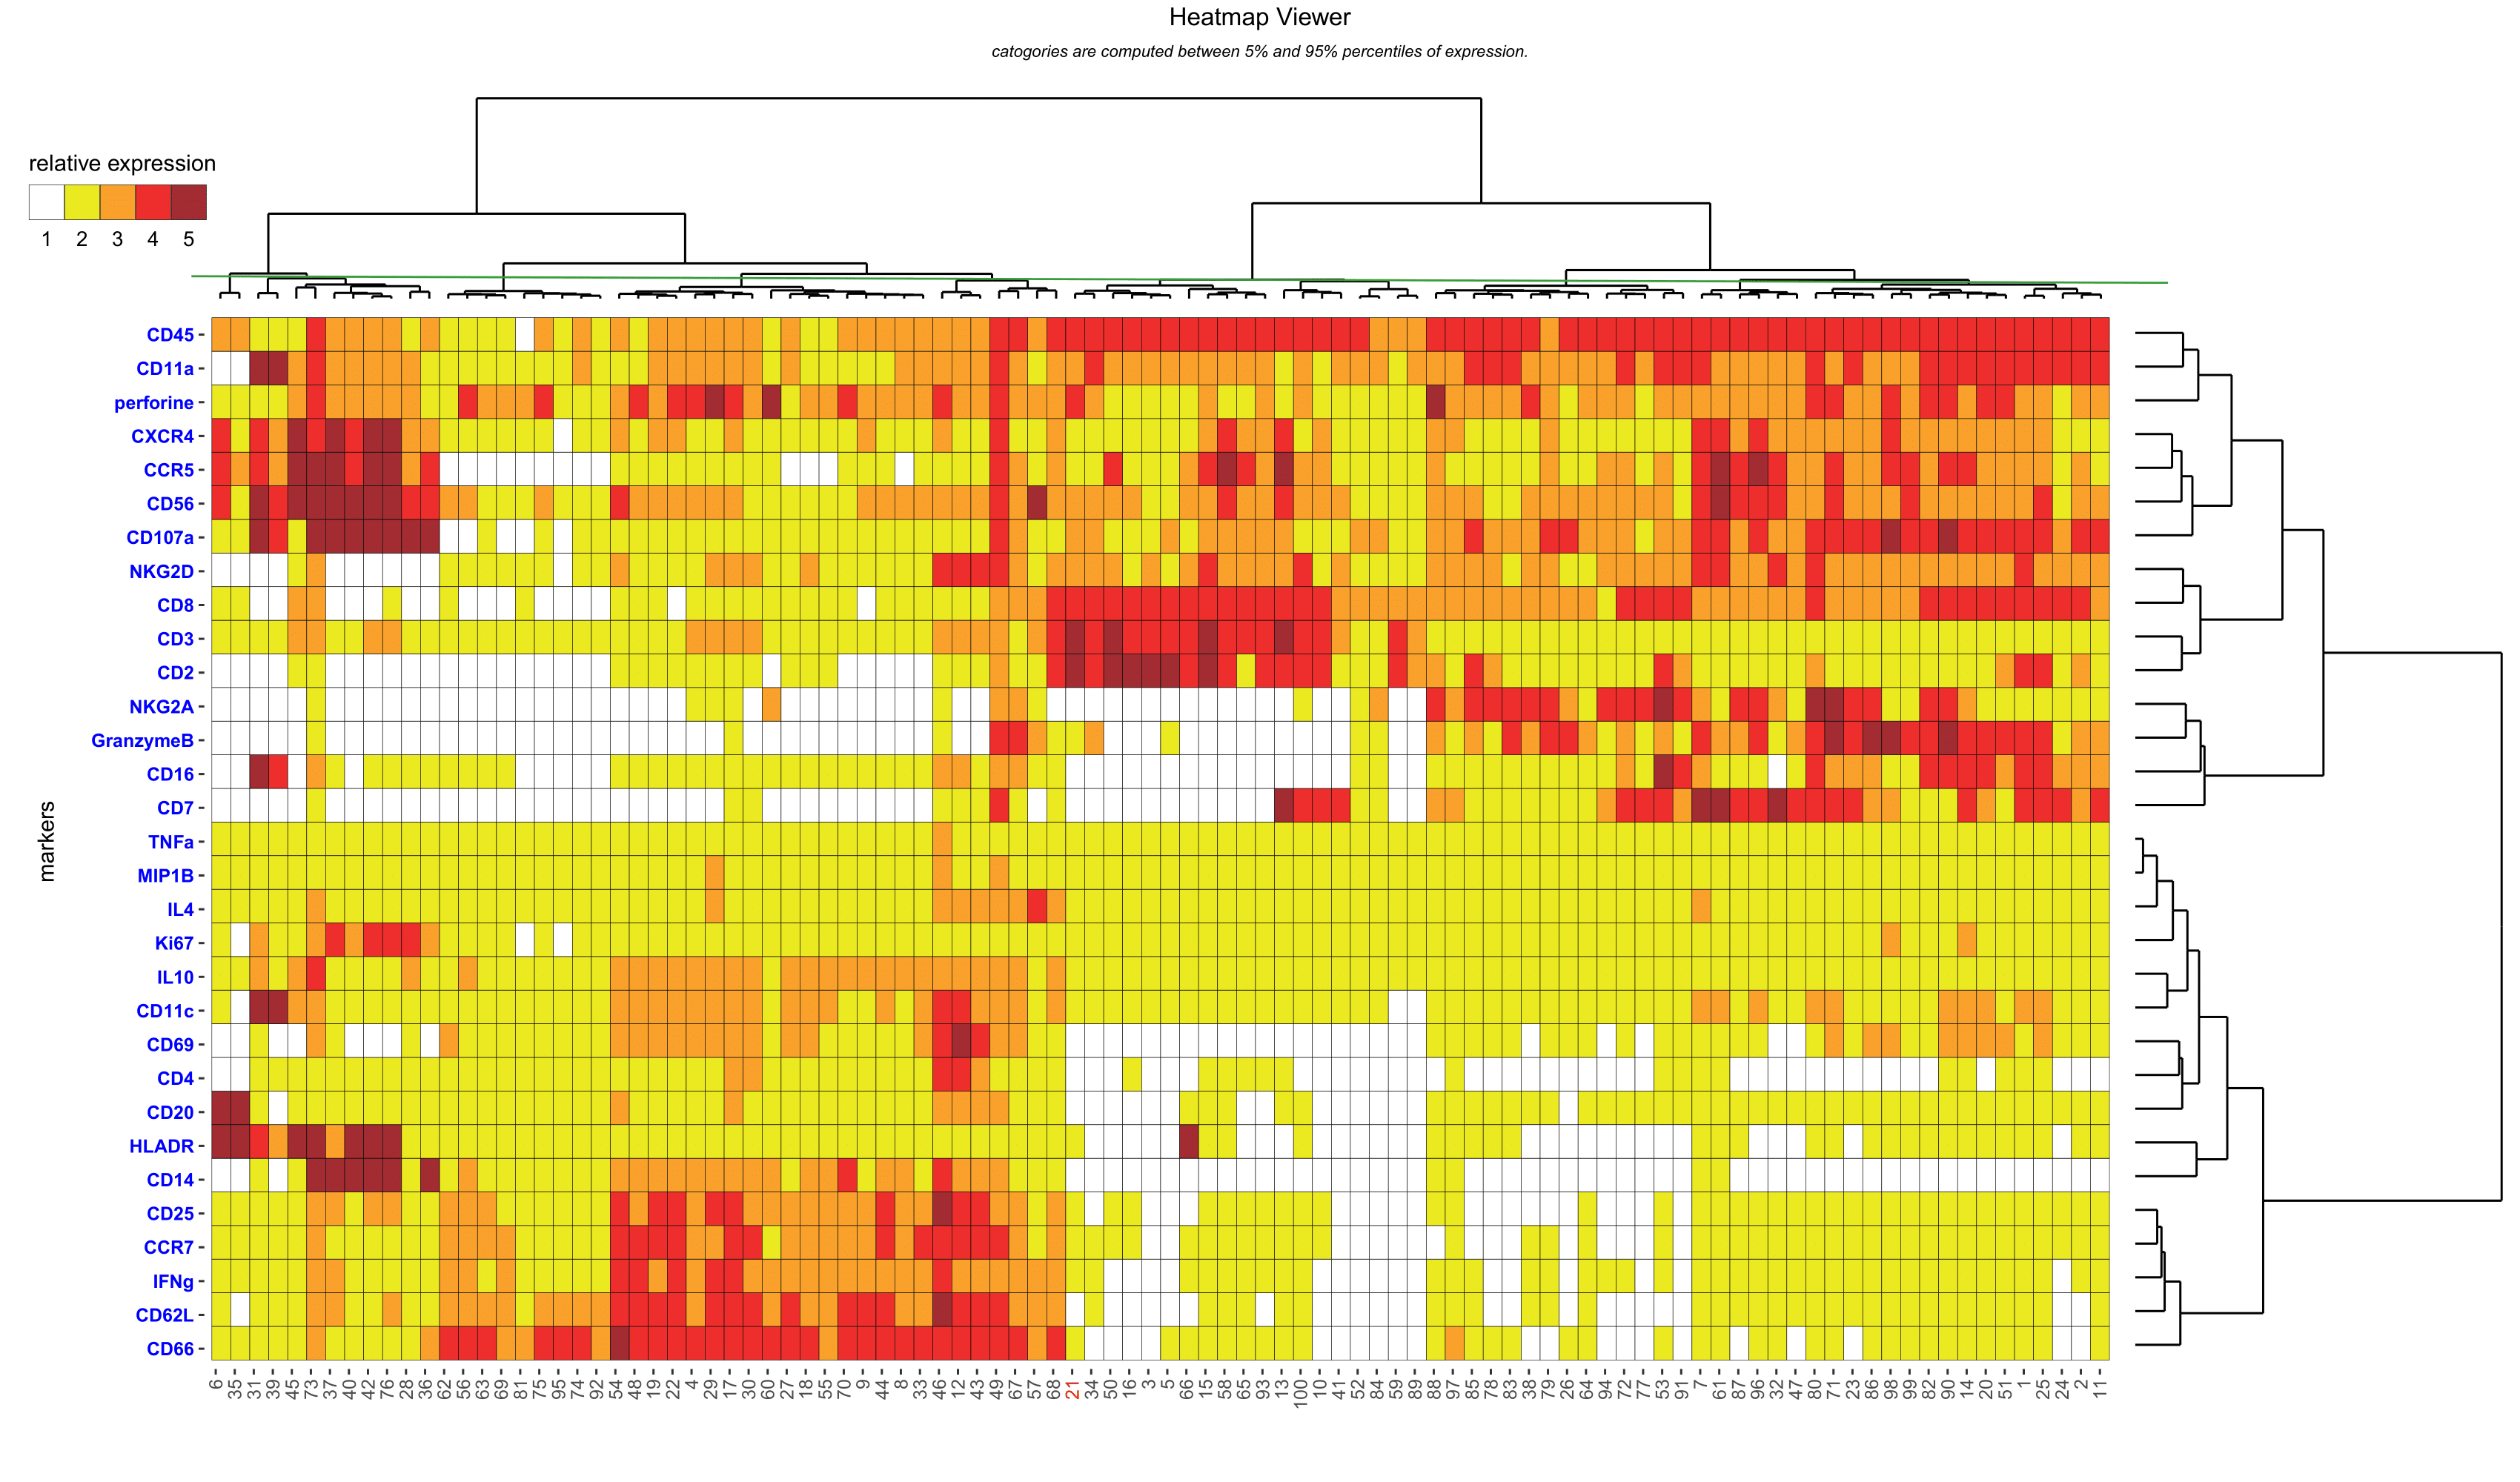 Heatmap Viewer
catogories are computed between 5% and 95% percentiles of expression.
relative expression
1 2 3 4 5
markers
CD45
CD11a
perforine
CXCR4
CCR5
CD56
CD107a
NKG2D
CD8
CD3
CD2
NKG2A
GranzymeB
CD16
CD7
TNFa
MIP1B
IL4
Ki67
IL10
CD11c
CD69
CD4
CD20
HLADR
CD14
CD25
CCR7
IFNg
CD62L
CD66
6 35 31 39 45 73 37 40 42 76 28 36 62 56 63 69 81 75 95 74 92 54 48 19 22 4 29 17 30 60 27 18 55 70 9 44 8 33 46 12 43 49 67 57 68 21 34 50 16 3 5 66 15 58 65 93 13 100 10 41 52 84 59 89 88 97 85 78 83 38 79 26 64 94 72 77 53 91 7 61 87 96 32 47 80 71 23 86 98 99 82 90 14 20 51 1 25 24 2 11